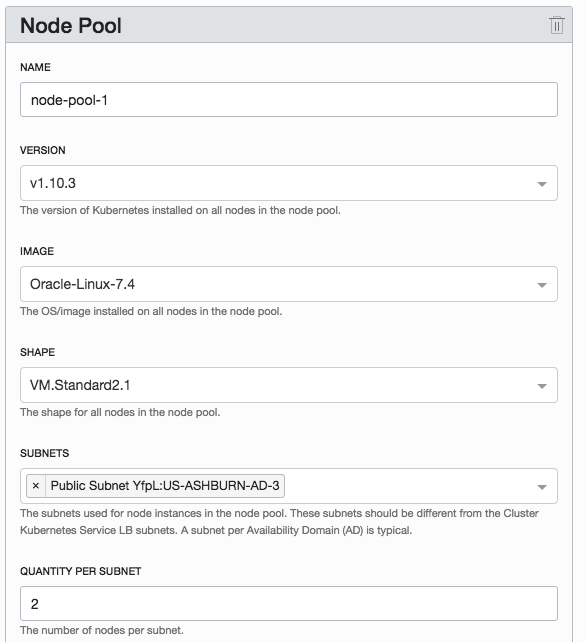 Node Pool
NAME
node-pool-1
VERSION
v1.10.3
The version of Kubernetes installed on all nodes in the node pool.
IMAGE
Oracle-Linux-7.4
The OS/image installed on all nodes in the node pool.
SHAPE
VM.Standard2.1
The shape for all nodes in the node pool.
SUBNETS
× Public Subnet YfpL:US-ASHBURN-AD-3
The subnets used for node instances in the node pool. These subnets should be different from the Cluster
Kubernetes Service LB subnets. A subnet per Availability Domain (AD) is typical.
QUANTITY PER SUBNET
2
The number of nodes per subnet.